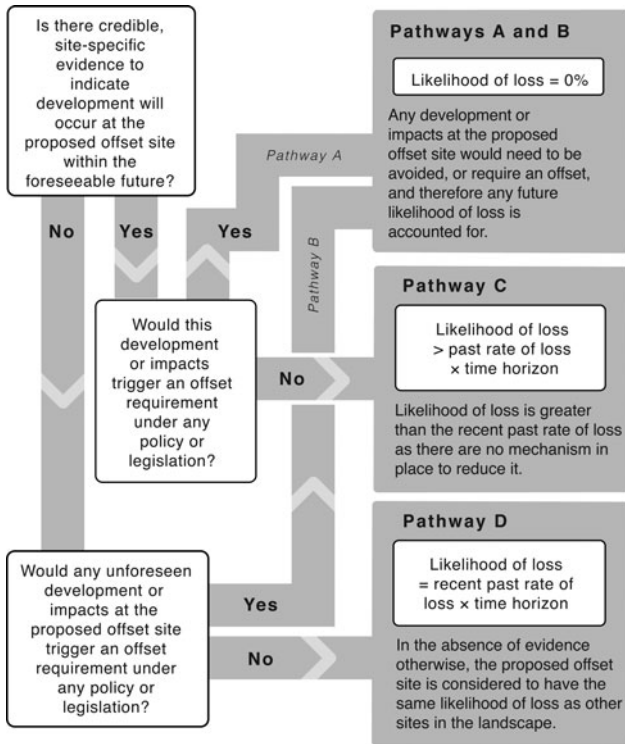 Is there credible,
site-specific
evidence to
indicate
development will
occur at the
proposed offset site
within the
foreseeable future?
No
Yes
Yes
Pathway A
Pathway B
Pathways A and B
Likelihood of loss = 0%
Any development or
impacts at the proposed
offset site would need to be
avoided, or require an offset,
and therefore any future
likelihood of loss is
accounted for.
Would this
development
or impacts
trigger an offset
requirement
under any
policy or
legislation?
No
Pathway C
Likelihood of loss
> past rate of loss
× time horizon
Likelihood of loss is greater
than the recent past rate of loss
as there are no mechanism in
place to reduce it.
Would any unforeseen
development or
impacts at the
proposed offset site
trigger an offset
requirement under
any policy or
legislation?
Yes
No
Pathway D
Likelihood of loss
= recent past rate of
loss × time horizon
In the absence of evidence
otherwise, the proposed offset
site is considered to have the
same likelihood of loss as other
sites in the landscape.